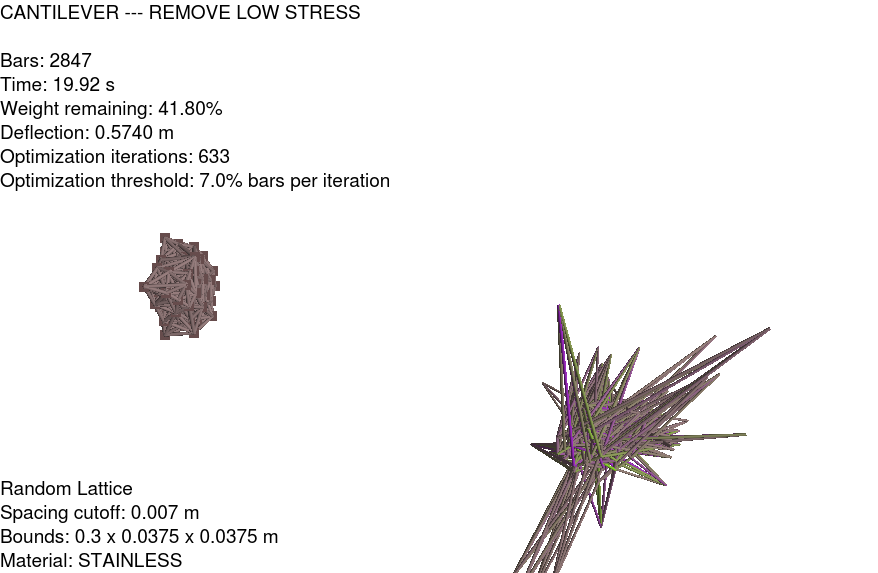 CANTILEVER --- REMOVE LOW STRESS
Bars: 2847
Time: 19.92 s
Weight remaining: 41.80%
Deflection: 0.5740 m
Optimization iterations: 633
Optimization threshold: 7.0% bars per iteration
Random Lattice
Spacing cutoff: 0.007 m
Bounds: 0.3 x 0.0375 x 0.0375 m
Material: STAINLESS